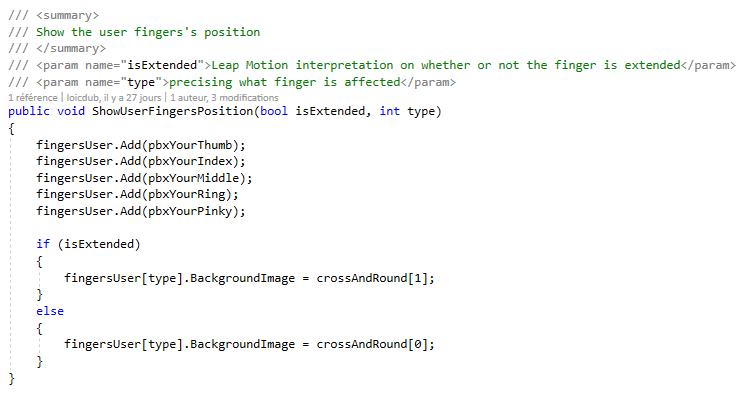 /// <summary>
/// Show the user fingers's position
/// </summary>
/// <param name="isExtended">Leap Motion interpretation on whether or not the finger is extended</param>
/// <param name="type">precising what finger is affected</param>
1 référence | loicdub, il y a 27 jours | 1 auteur, 3 modifications
public void ShowUserFingersPosition(bool isExtended, int type)
{
    fingersUser.Add(pbxYourThumb);
    fingersUser.Add(pbxYourIndex);
    fingersUser.Add(pbxYourMiddle);
    fingersUser.Add(pbxYourRing);
    fingersUser.Add(pbxYourPinky);

    if (isExtended)
    {
        fingersUser[type].BackgroundImage = crossAndRound[1];
    }
    else
    {
        fingersUser[type].BackgroundImage = crossAndRound[0];
    }
}